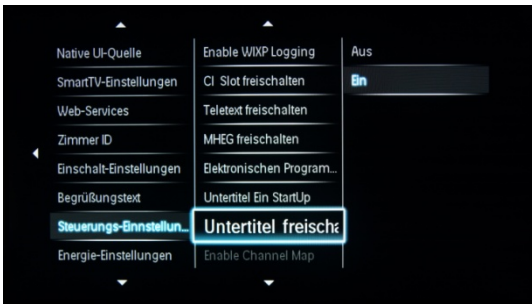 Native UI-Quelle
SmartTV-Einstellungen
Web-Services
Zimmer ID
Einschalt-Einstellungen
Begrüßungstext
Steuerungs-Einnstellun...
Energie-Einstellungen
Enable WIXP Logging
CI Slot freischalten
Teletext freischalten
MHEG freischalten
Elektronischen Program...
Untertitel Ein StartUp
Untertitel freischa
Enable Channel Map
Aus
Ein